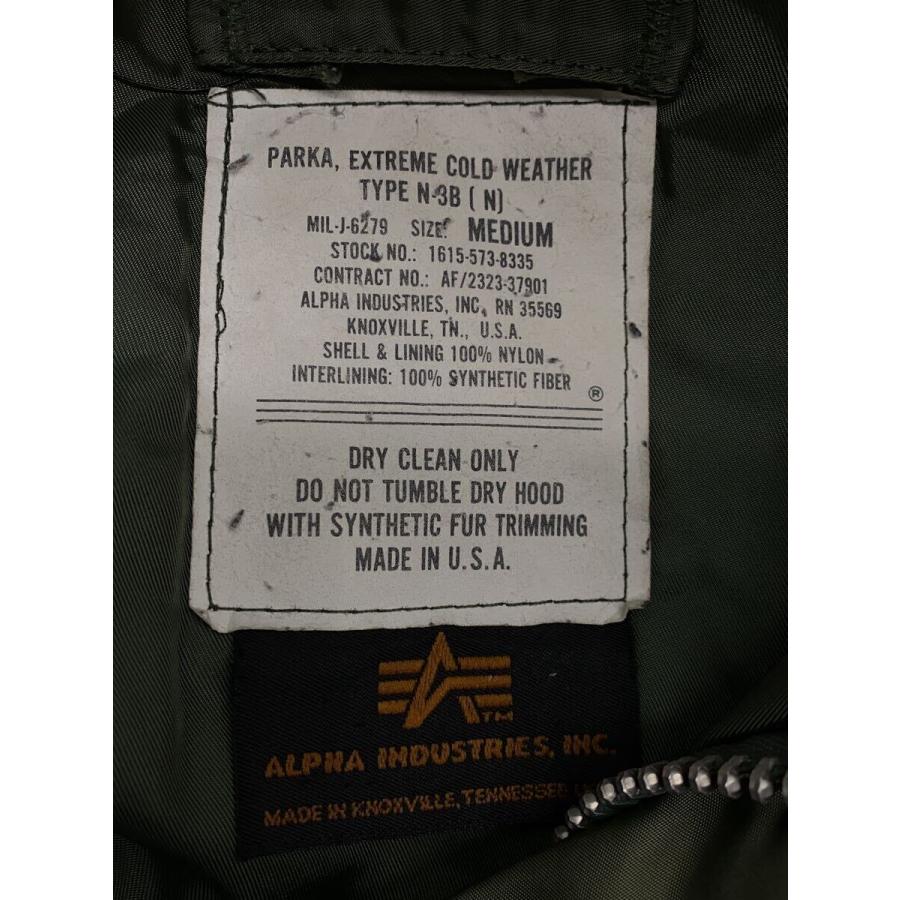 PARKA, EXTREME COLD WEATHER
TYPE N-3B ( N)
MIL-J-6279 SIZE: MEDIUM
STOCK NO.: 1615-573-8335
CONTRACT NO.: AF/2323-37901
ALPHA INDUSTRIES, INC, RN 35569
KNOXVILLE, TN., U.S.A.
SHELL & LINING 100% NYLON
INTERLINING: 100% SYNTHETIC FIBER
®
DRY CLEAN ONLY
DO NOT TUMBLE DRY HOOD
WITH SYNTHETIC FUR TRIMMING
MADE IN U.S.A.
TM
ALPHA INDUSTRIES, INC.
MADE IN KNOXVILLE, TENNESSEE